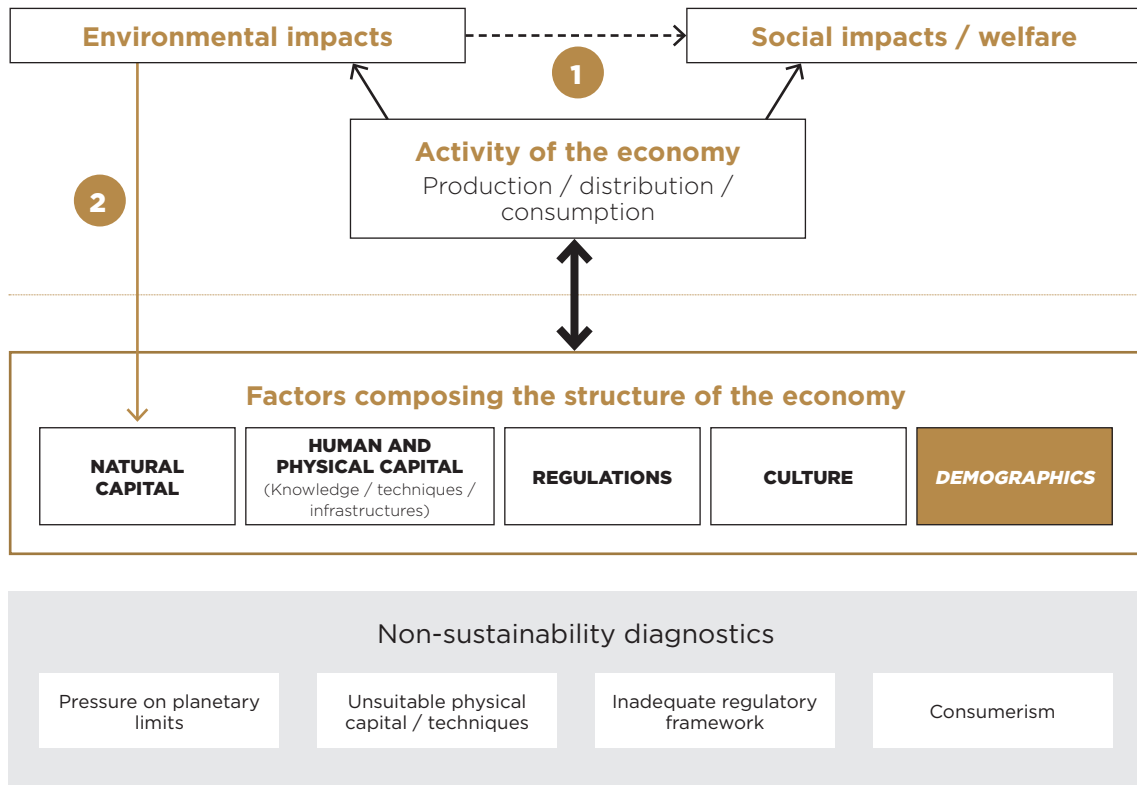 Environmental impacts
Social impacts / welfare
1
Activity of the economy
Production / distribution /
consumption
2
Factors composing the structure of the economy
NATURAL
CAPITAL
HUMAN AND
PHYSICAL CAPITAL
(Knowledge / techniques /
infrastructures)
REGULATIONS
CULTURE
DEMOGRAPHICS
Non-sustainability diagnostics
Pressure on planetary
limits
Unsuitable physical
capital / techniques
Inadequate regulatory
framework
Consumerism